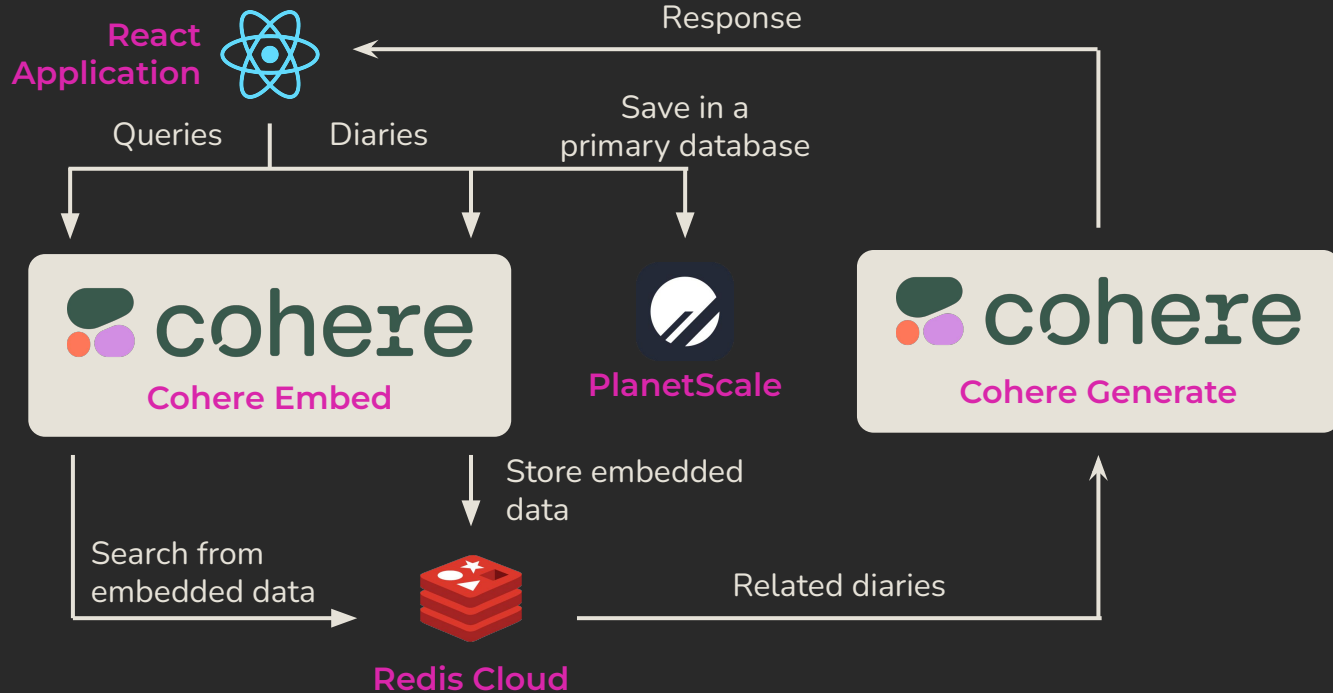 Response
React
Application
Queries
Diaries
Save in a
primary database
cohere
Cohere Embed
PlanetScale
cohere
Cohere Generate
Store embedded
data
Search from
embedded data
Related diaries
Redis Cloud